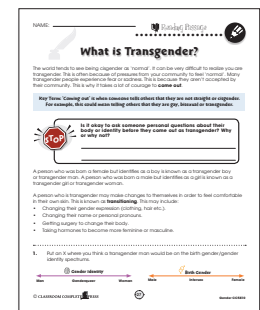 NAME:
Reading Passage
What is Transgender?
The world tends to see being cisgender as 'normal'. It can be very difficult to realize you are
transgender. This is often because of pressures from your community to feel 'normal'. Many
transgender people experience fear or sadness. This is because they aren't accepted by
their community. This is why it takes a lot of courage to come out.
Key Term: 'Coming out' is when someone tells others that they are not straight or cisgender.
For example, this could mean telling others that they are gay, bisexual or transgender.
STOP
Is it okay to ask someone personal questions about their
body or identity before they came out as transgender? Why
or why not?
A person who was born a female but identifies as a boy is known as a transgender boy
or transgender man. A person who was born a male but identifies as a girl is known as a
transgender girl or transgender woman.
A person who is transgender may make changes to themselves in order to feel comfortable
in their own skin. This is known as transitioning. This may include:
• Changing their gender expression (clothing, hair etc.).
• Changing their name or personal pronouns.
• Getting surgery to change their body.
• Taking hormones to become more feminine or masculine.
1. Put an X where you think a transgender man would be on the birth gender/gender
identity spectrums.
Gender Identity
Birth Gender
Man Genderqueer Woman
Male Intersex Female
© CLASSROOM COMPLETE PRESS